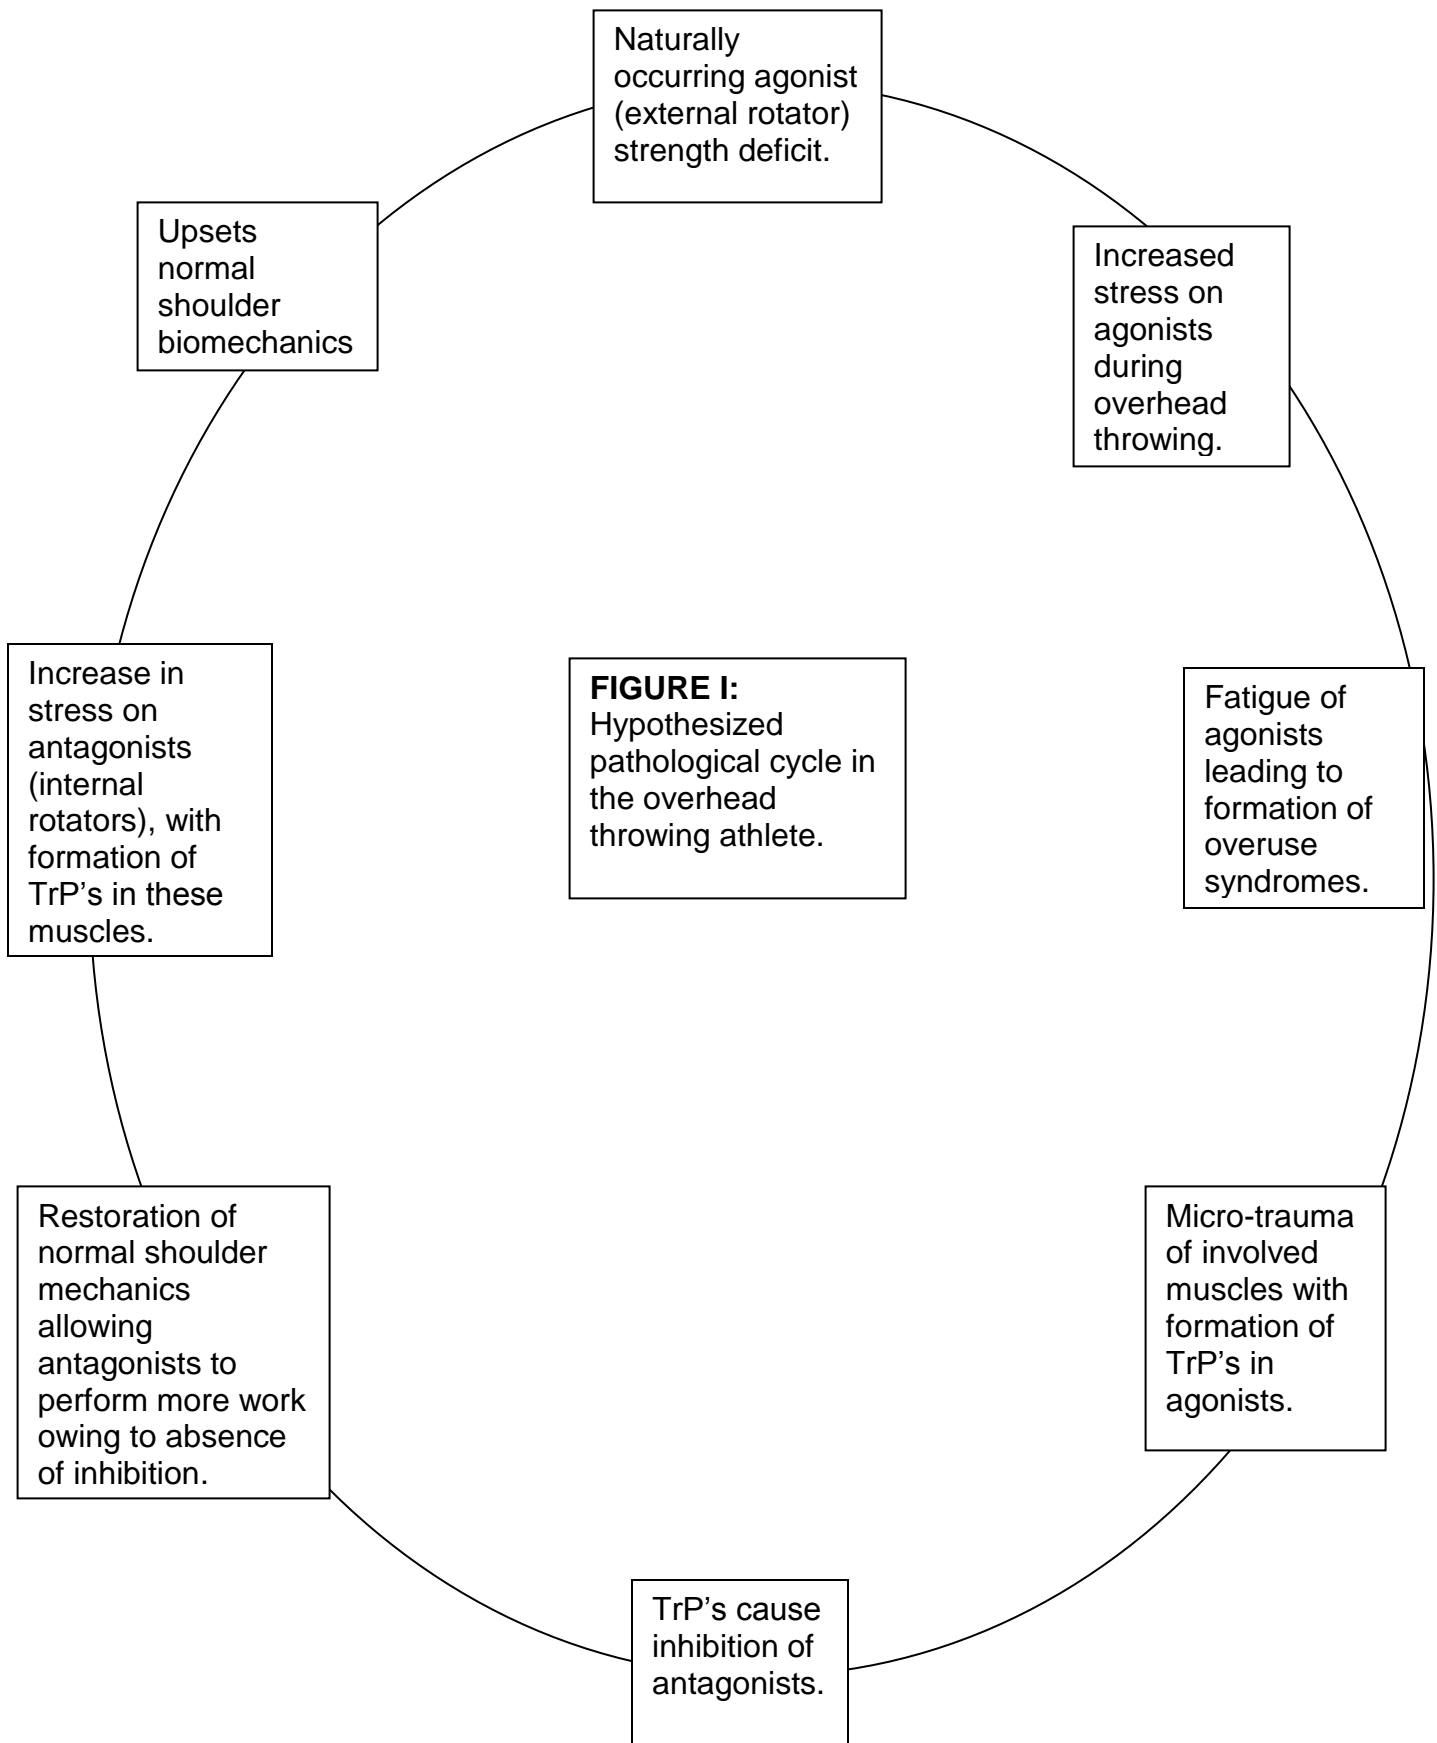 Naturally
occurring agonist
(external rotator)
strength deficit.
Increased
stress on
agonists
during
overhead
throwing.
Fatigue of
agonists
leading to
formation of
overuse
syndromes.
Micro-trauma
of involved
muscles with
formation of
TrP's in
agonists.
TrP's cause
inhibition of
antagonists.
Restoration of
normal shoulder
mechanics
allowing
antagonists to
perform more work
owing to absence
of inhibition.
Increase in
stress on
antagonists
(internal
rotators), with
formation of
TrP's in these
muscles.
Upsets
normal
shoulder
biomechanics
FIGURE I:
Hypothesized
pathological cycle in
the overhead
throwing athlete.